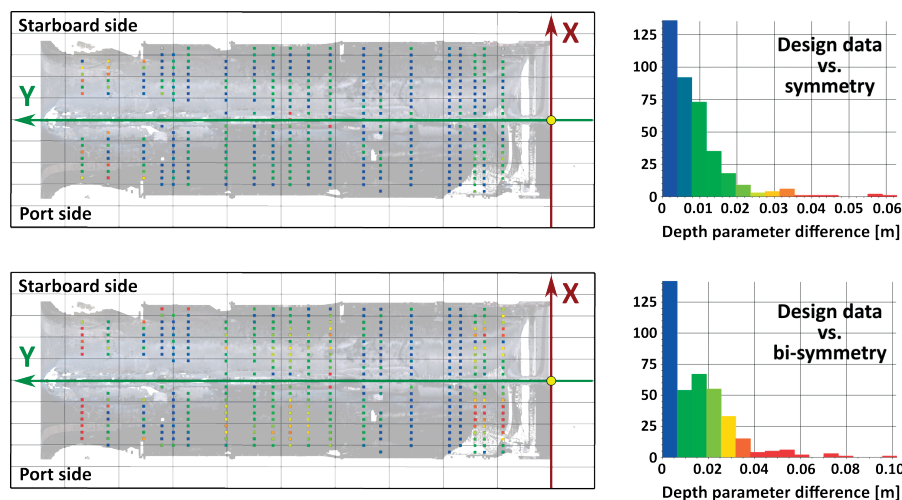 Starboard side
X
Y
Port side
Design data
vs.
symmetry
125
100
75
50
25
0
0 0.01 0.02 0.03 0.04 0.05 0.06
Depth parameter difference [m]
Starboard side
X
Y
Port side
Design data
vs.
bi-symmetry
125
100
75
50
25
0
0 0.02 0.04 0.06 0.08 0.10
Depth parameter difference [m]